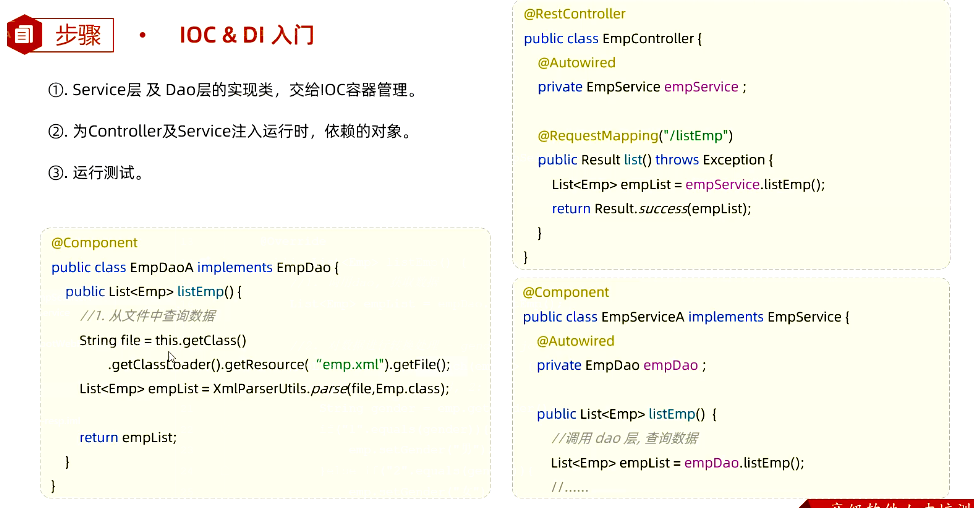 步骤
• IOC & DI 入门
①. Service层 及 Dao层的实现类，交给IOC容器管理。
②. 为Controller及Service注入运行时，依赖的对象。
③. 运行测试。
@Component
public class EmpDaoA implements EmpDao {
public List<Emp> listEmp() {
//1. 从文件中查询数据
String file = this.getClass()
.getClassLoader().getResource( “emp.xml").getFile();
List<Emp> empList = XmlParserUtils.parse(file,Emp.class);
return empList;
}
}
@RestController
public class EmpController {
@Autowired
private EmpService empService ;
@RequestMapping("/listEmp")
public Result list() throws Exception {
List<Emp> empList = empService.listEmp();
return Result.success(empList);
}
}
@Component
public class EmpServiceA implements EmpService {
@Autowired
private EmpDao empDao ;
public List<Emp> listEmp() {
//调用 dao 层, 查询数据
List<Emp> empList = empDao.listEmp();
//......